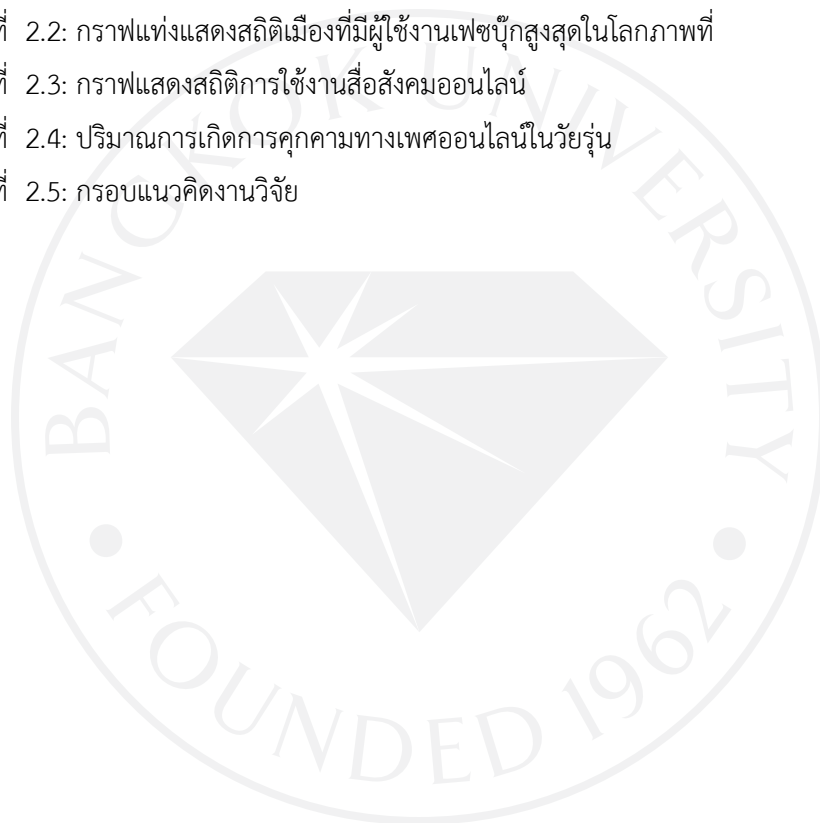 ที่ 2.2: กราฟแท่งแสดงสถิติเมืองที่มีผู้ใช้งานเฟซบุ๊กสูงสุดในโลกภาพที่
ที่ 2.3: กราฟแสดงสถิติการใช้งานสื่อสังคมออนไลน์
ที่ 2.4: ปริมาณการเกิดการคุกคามทางเพศออนไลน์ในวัยรุ่น
ที่ 2.5: กรอบแนวคิดงานวิจัย
BANGKOK UNIVERSITY
FOUNDED 1962